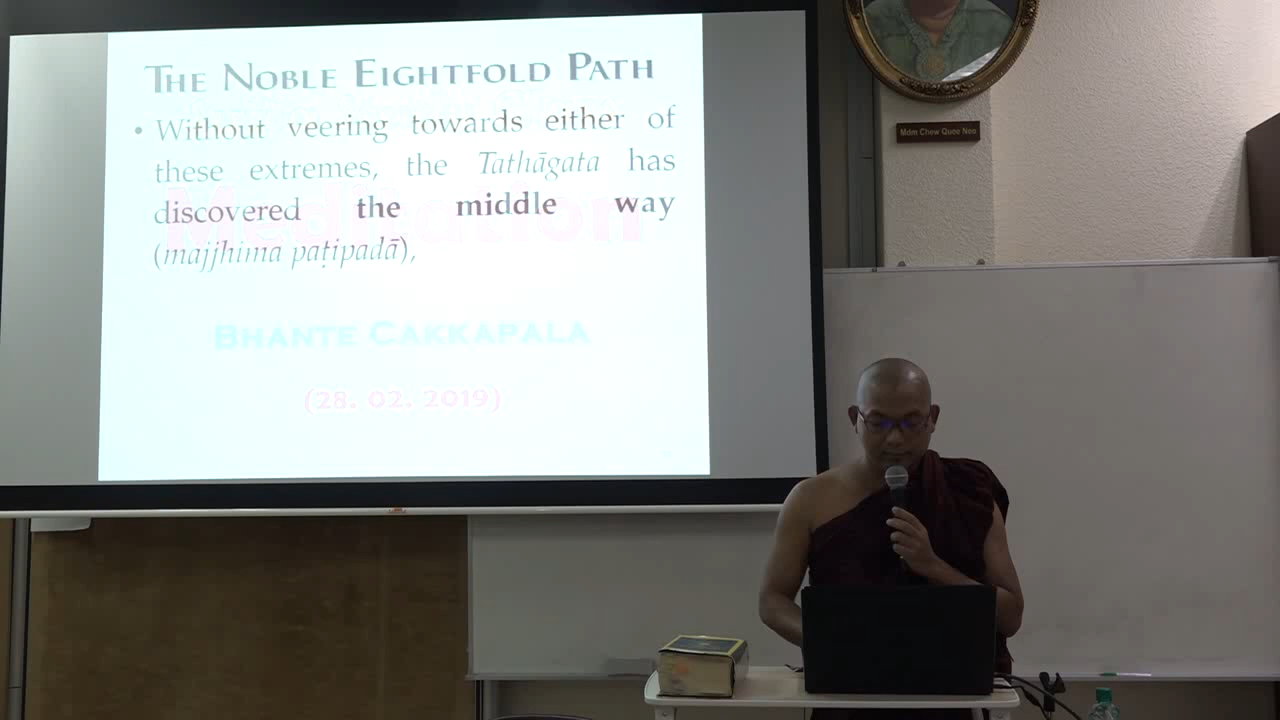 THE NOBLE EIGHTFOLD PATH
• Without veering towards either of
these extremes, the Tathāgata has
discovered the middle way
(majjhima paṭipadā),
Meditation
BHANTE CAKKAPALA
(28. 02. 2019)
Mdm Chew Quee Neo